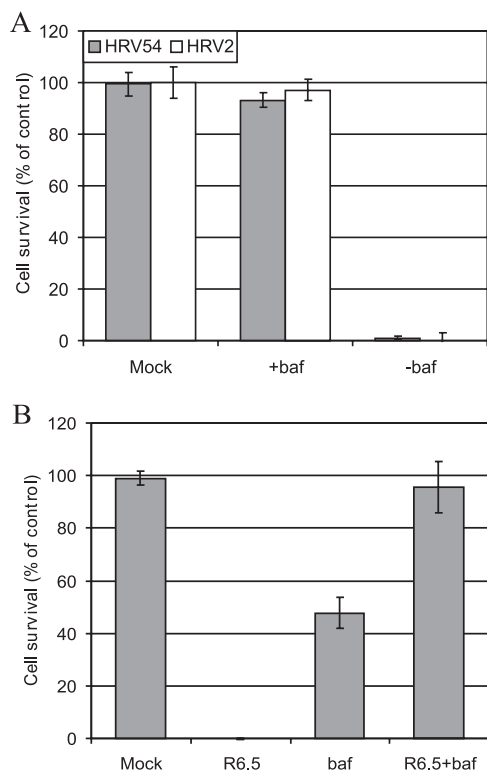 A
HRV54 HRV2
Cell survival (% of control)
120
100
80
60
40
20
0
Mock +baf -baf
B
Cell survival (% of control)
120
100
80
60
40
20
0
Mock R6.5 baf R6.5+baf